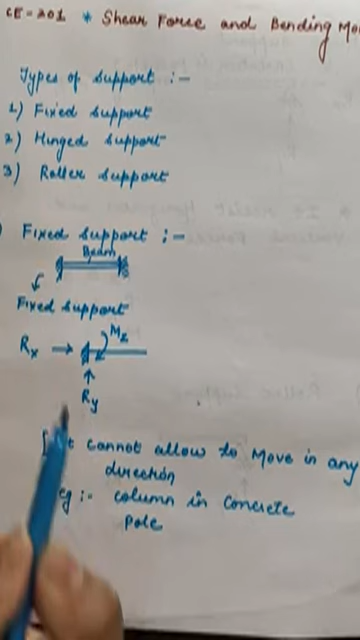 CE-201 * Shear Force and Bending Mo
Types of support :-
1) Fixed support
2) Hinged support
3) Roller support
) Fixed support :-
Beam
Fixed support
Rx → Mz
↑
Ry
It cannot allow to Move in any
direction
eg :- column in Concrete
Pole